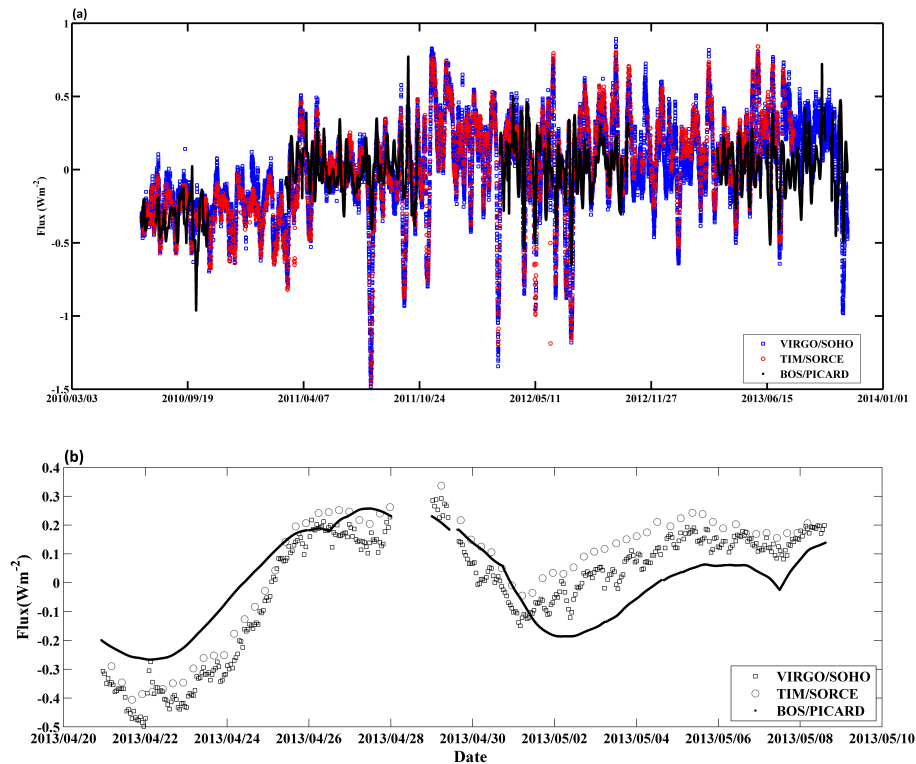 (a)
1
0.5
0
-0.5
-1
-1.5
Flux (Wm-2)
2010/03/03 2010/09/19 2011/04/07 2011/10/24 2012/05/11 2012/11/27 2013/06/15 2014/01/01
VIRGO/SOHO
TIM/SORCE
BOS/PICARD
(b)
0.4
0.3
0.2
0.1
0
-0.1
-0.2
-0.3
-0.4
-0.5
Flux(Wm-2)
VIRGO/SOHO
TIM/SORCE
BOS/PICARD
2013/04/20 2013/04/22 2013/04/24 2013/04/26 2013/04/28 2013/04/30 2013/05/02 2013/05/04 2013/05/06 2013/05/08 2013/05/10
Date